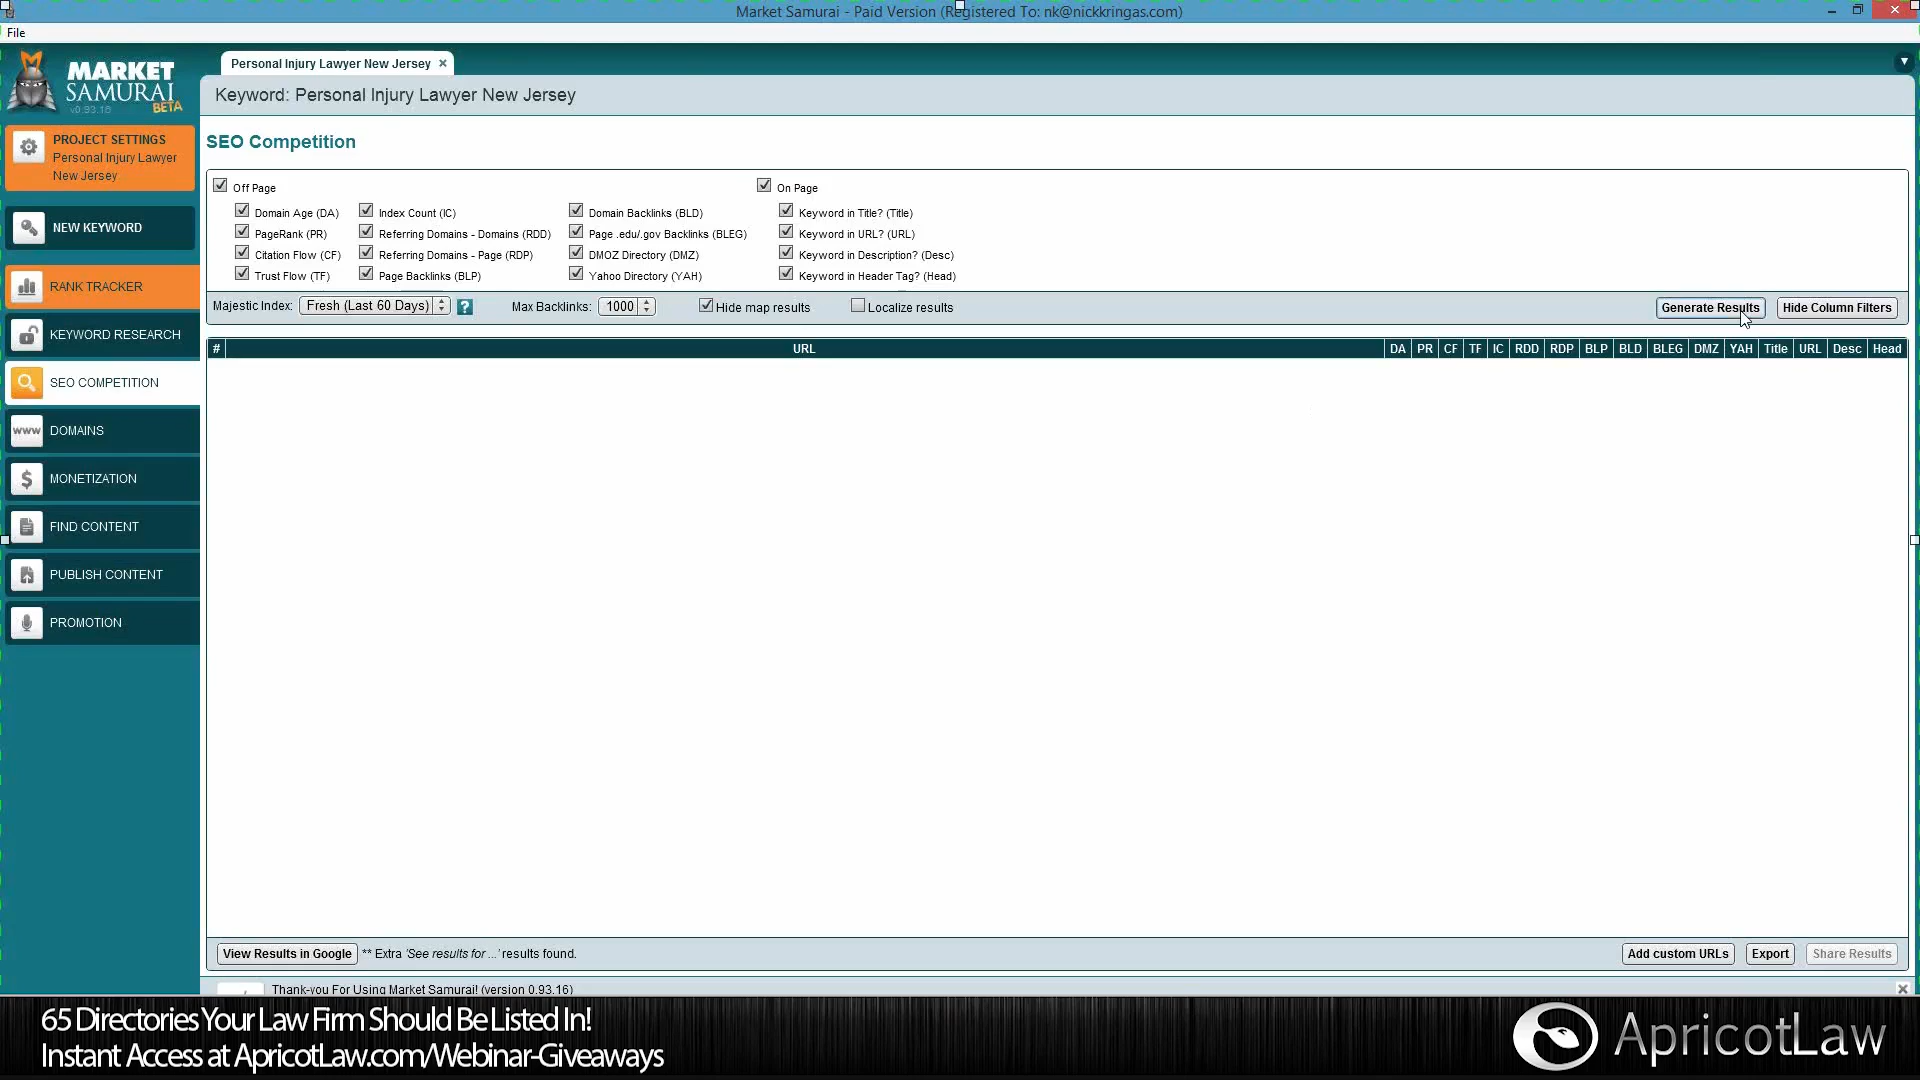 Market Samurai - Paid Version (Registered To: nk@nickkringas.com)
File
MARKET SAMURAI
v0.93.16 BETA
Personal Injury Lawyer New Jersey
Keyword: Personal Injury Lawyer New Jersey
PROJECT SETTINGS
Personal Injury Lawyer
New Jersey
NEW KEYWORD
RANK TRACKER
KEYWORD RESEARCH
SEO COMPETITION
www DOMAINS
$ MONETIZATION
FIND CONTENT
PUBLISH CONTENT
PROMOTION
SEO Competition
Off Page On Page
Domain Age (DA) Index Count (IC) Domain Backlinks (BLD) Keyword in Title? (Title)
PageRank (PR) Referring Domains - Domains (RDD) Page .edu/.gov Backlinks (BLEG) Keyword in URL? (URL)
Citation Flow (CF) Referring Domains - Page (RDP) DMOZ Directory (DMZ) Keyword in Description? (Desc)
Trust Flow (TF) Page Backlinks (BLP) Yahoo Directory (YAH) Keyword in Header Tag? (Head)
Majestic Index: Fresh (Last 60 Days) ? Max Backlinks: 1000 Hide map results Localize results Generate Results Hide Column Filters
# URL DA PR CF TF IC RDD RDP BLP BLD BLEG DMZ YAH Title URL Desc Head
View Results in Google ** Extra 'See results for ...' results found. Add custom URLs Export Share Results
Thank-you For Using Market Samurai! (version 0.93.16)
65 Directories Your Law Firm Should Be Listed In!
Instant Access at ApricotLaw.com/Webinar-Giveaways
ApricotLaw